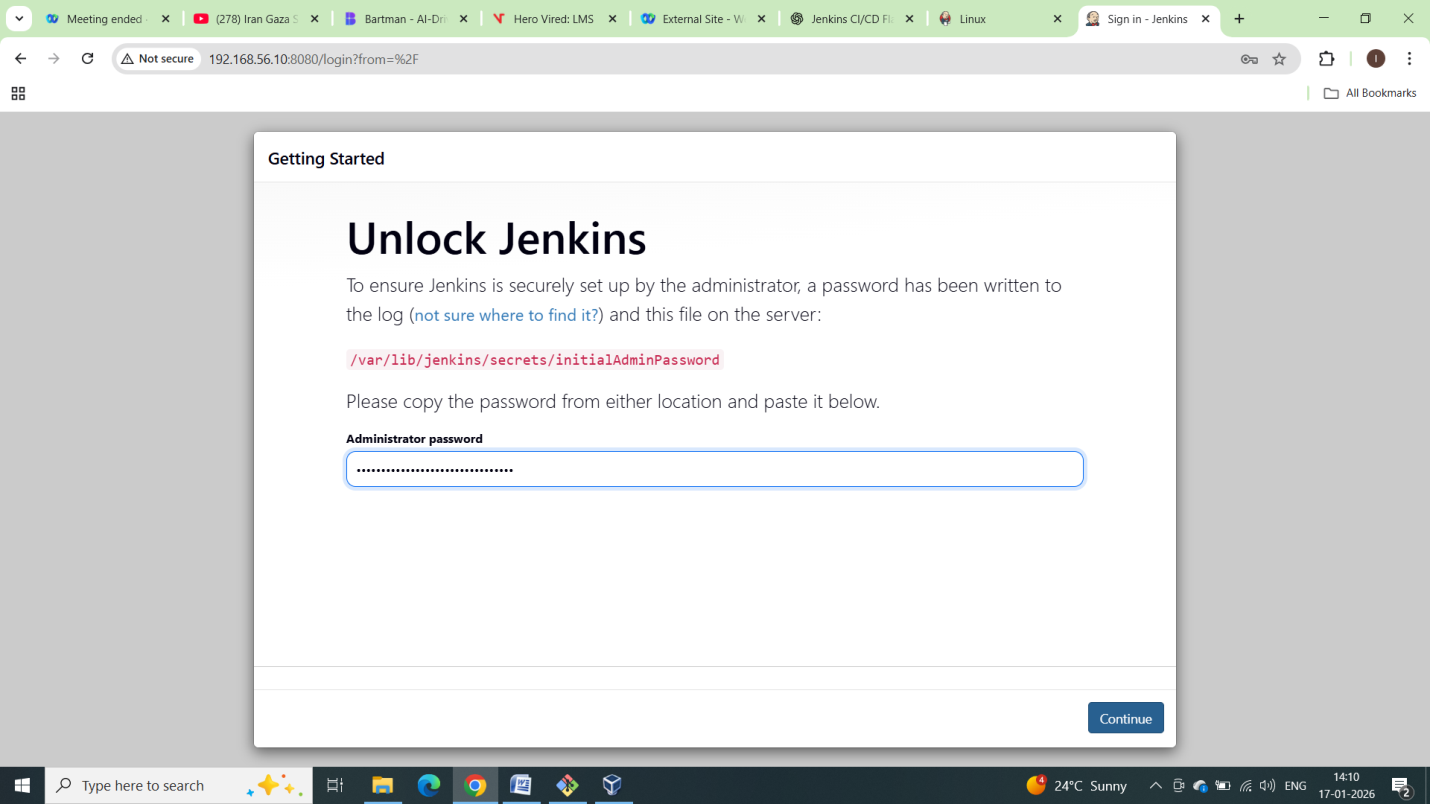 Meeting ended
(278) Iran Gaza S
Bartman - AI-Dri
Hero Vired: LMS
External Site - W
Jenkins CI/CD Fl
Linux
Sign in - Jenkins
Not secure
192.168.56.10:8080/login?from=%2F
I
All Bookmarks
Getting Started
Unlock Jenkins
To ensure Jenkins is securely set up by the administrator, a password has been written to
the log (not sure where to find it?) and this file on the server:
/var/lib/jenkins/secrets/initialAdminPassword
Please copy the password from either location and paste it below.
Administrator password
••••••••••••••••••••••••••••••••
Continue
Type here to search
4
24°C Sunny
ENG
14:10
17-01-2026
2